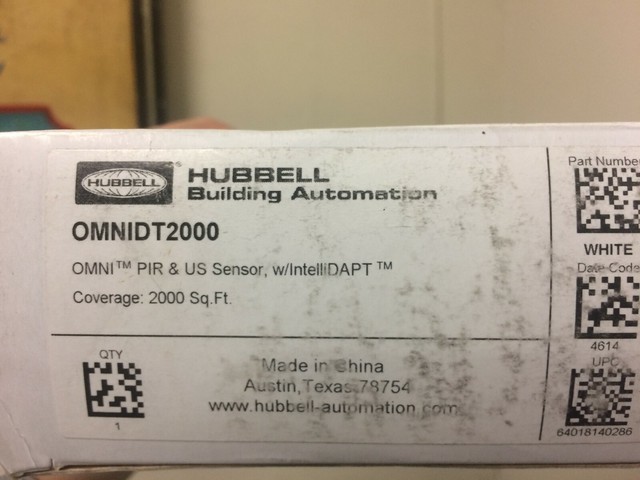 HUBBELL
HUBBELL
Building Automation
OMNIDT2000
OMNI™ PIR & US Sensor, w/IntelliDAPT™
Coverage: 2000 Sq.Ft.
QTY
1
Made in China
Austin,Texas 78754
www.hubbell-automation.com
Part Number
WHITE
Date Code
4614
UPC
64018140286